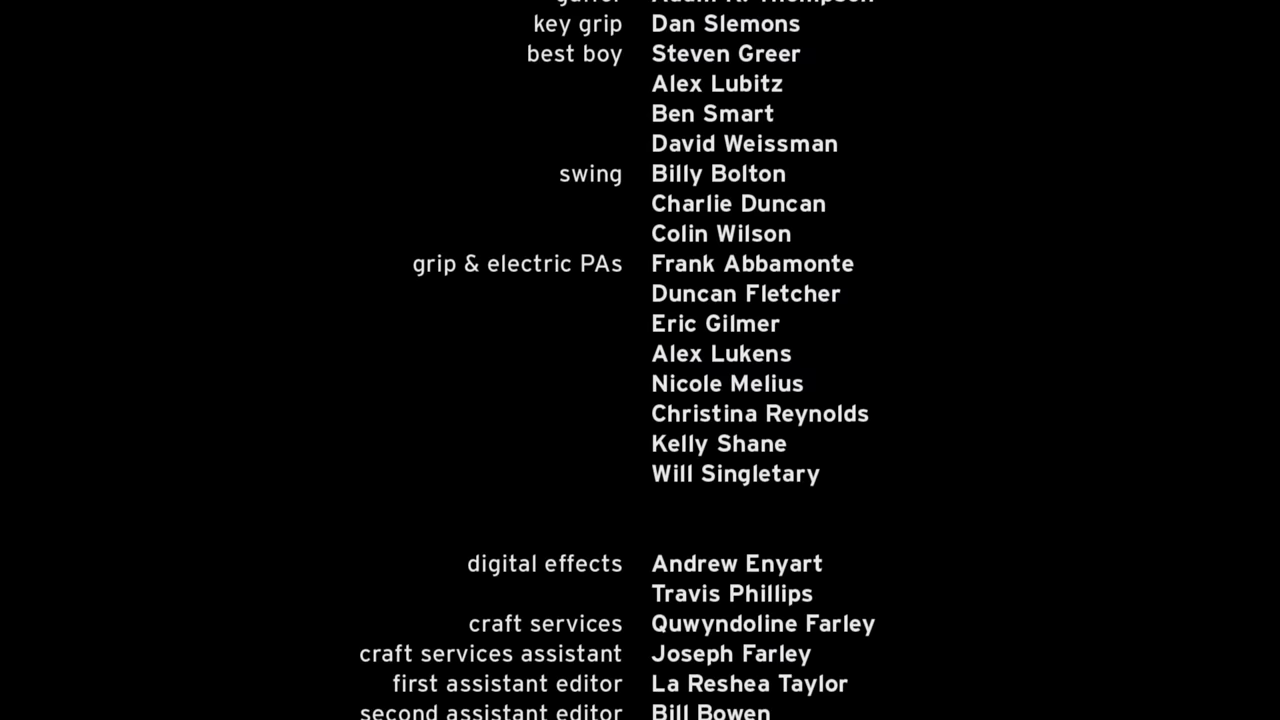 key grip Dan Slemons
best boy Steven Greer
Alex Lubitz
Ben Smart
David Weissman
swing Billy Bolton
Charlie Duncan
Colin Wilson
grip & electric PAs Frank Abbamonte
Duncan Fletcher
Eric Gilmer
Alex Lukens
Nicole Melius
Christina Reynolds
Kelly Shane
Will Singletary
digital effects Andrew Enyart
Travis Phillips
craft services Quwyndoline Farley
craft services assistant Joseph Farley
first assistant editor La Reshea Taylor
second assistant editor Bill Bowen